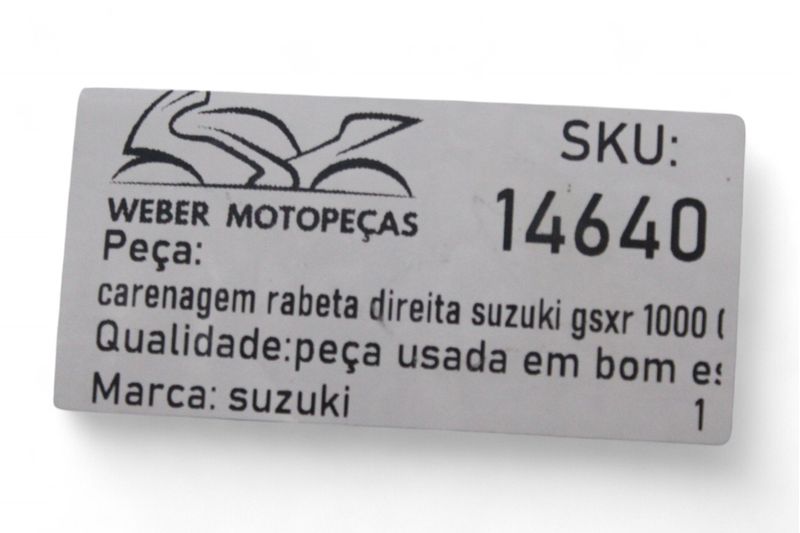 SKU:
14640
WEBER MOTOPEÇAS
Peça:
carenagem rabeta direita suzuki gsxr 1000 (
Qualidade:peça usada em bom es
Marca: suzuki
1